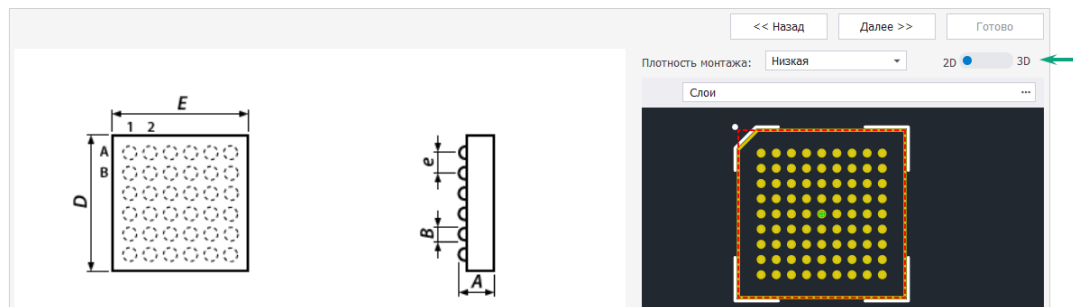 << Назад Далее >> Готово
Плотность монтажа: Низкая 2D 3D
Слои ...
E
1 2
A
B
D
e
B
A